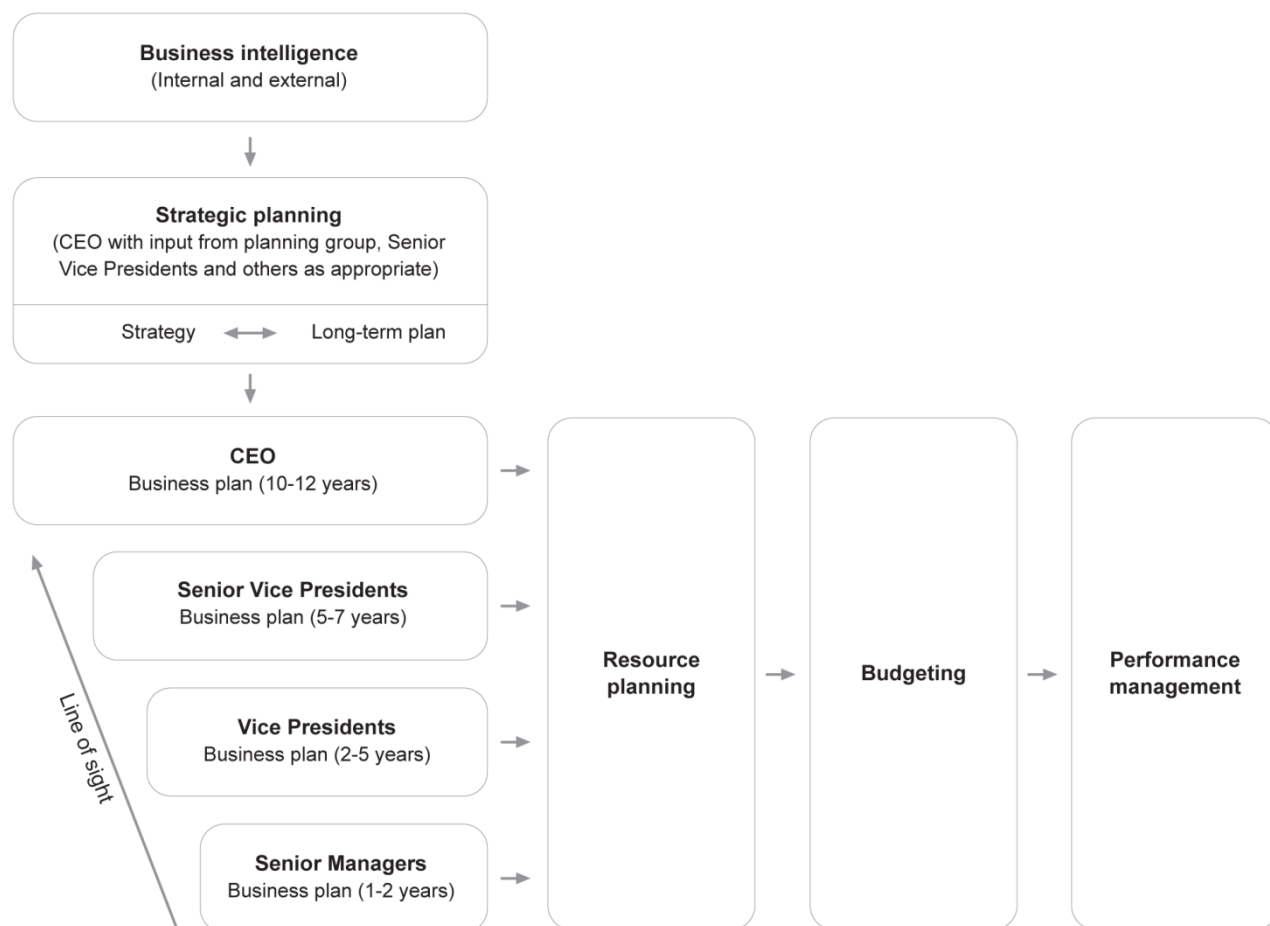 Business intelligence
(Internal and external)
Strategic planning
(CEO with input from planning group, Senior
Vice Presidents and others as appropriate)
Strategy
Long-term plan
CEO
Business plan (10-12 years)
Senior Vice Presidents
Business plan (5-7 years)
Vice Presidents
Business plan (2-5 years)
Senior Managers
Business plan (1-2 years)
Line of sight
Resource
planning
Budgeting
Performance
management